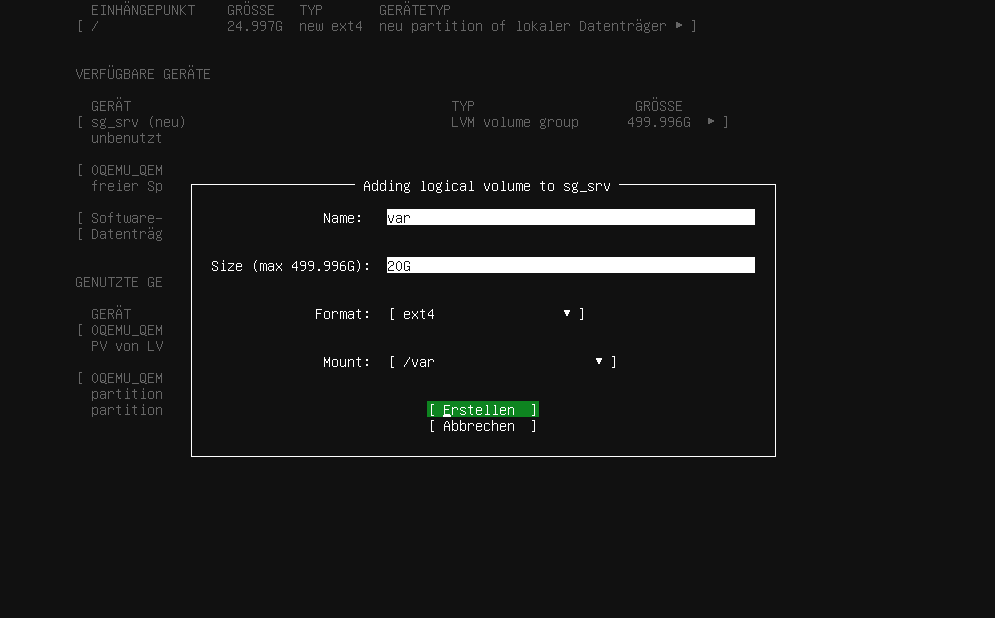 EINHÄNGEPUNKT GRÖSSE TYP GERÄTETYP
[ / 24.997G new ext4 neu partition of lokaler Datenträger ▸ ]
VERFÜGBARE GERÄTE
GERÄT TYP GRÖSSE
[ sg_srv (neu) LVM volume group 499.996G ▸ ]
unbenutzt
[ 0QEMU_QEM
freier Sp
Adding logical volume to sg_srv
Name: var
[ Software-
[ Datenträg
Size (max 499.996G): 20G
GENUTZTE GE
GERÄT
Format: [ ext4 ▾ ]
[ 0QEMU_QEM
PV von LV
Mount: [ /var ▾ ]
[ 0QEMU_QEM
partition
partition
[ Erstellen ]
[ Abbrechen ]